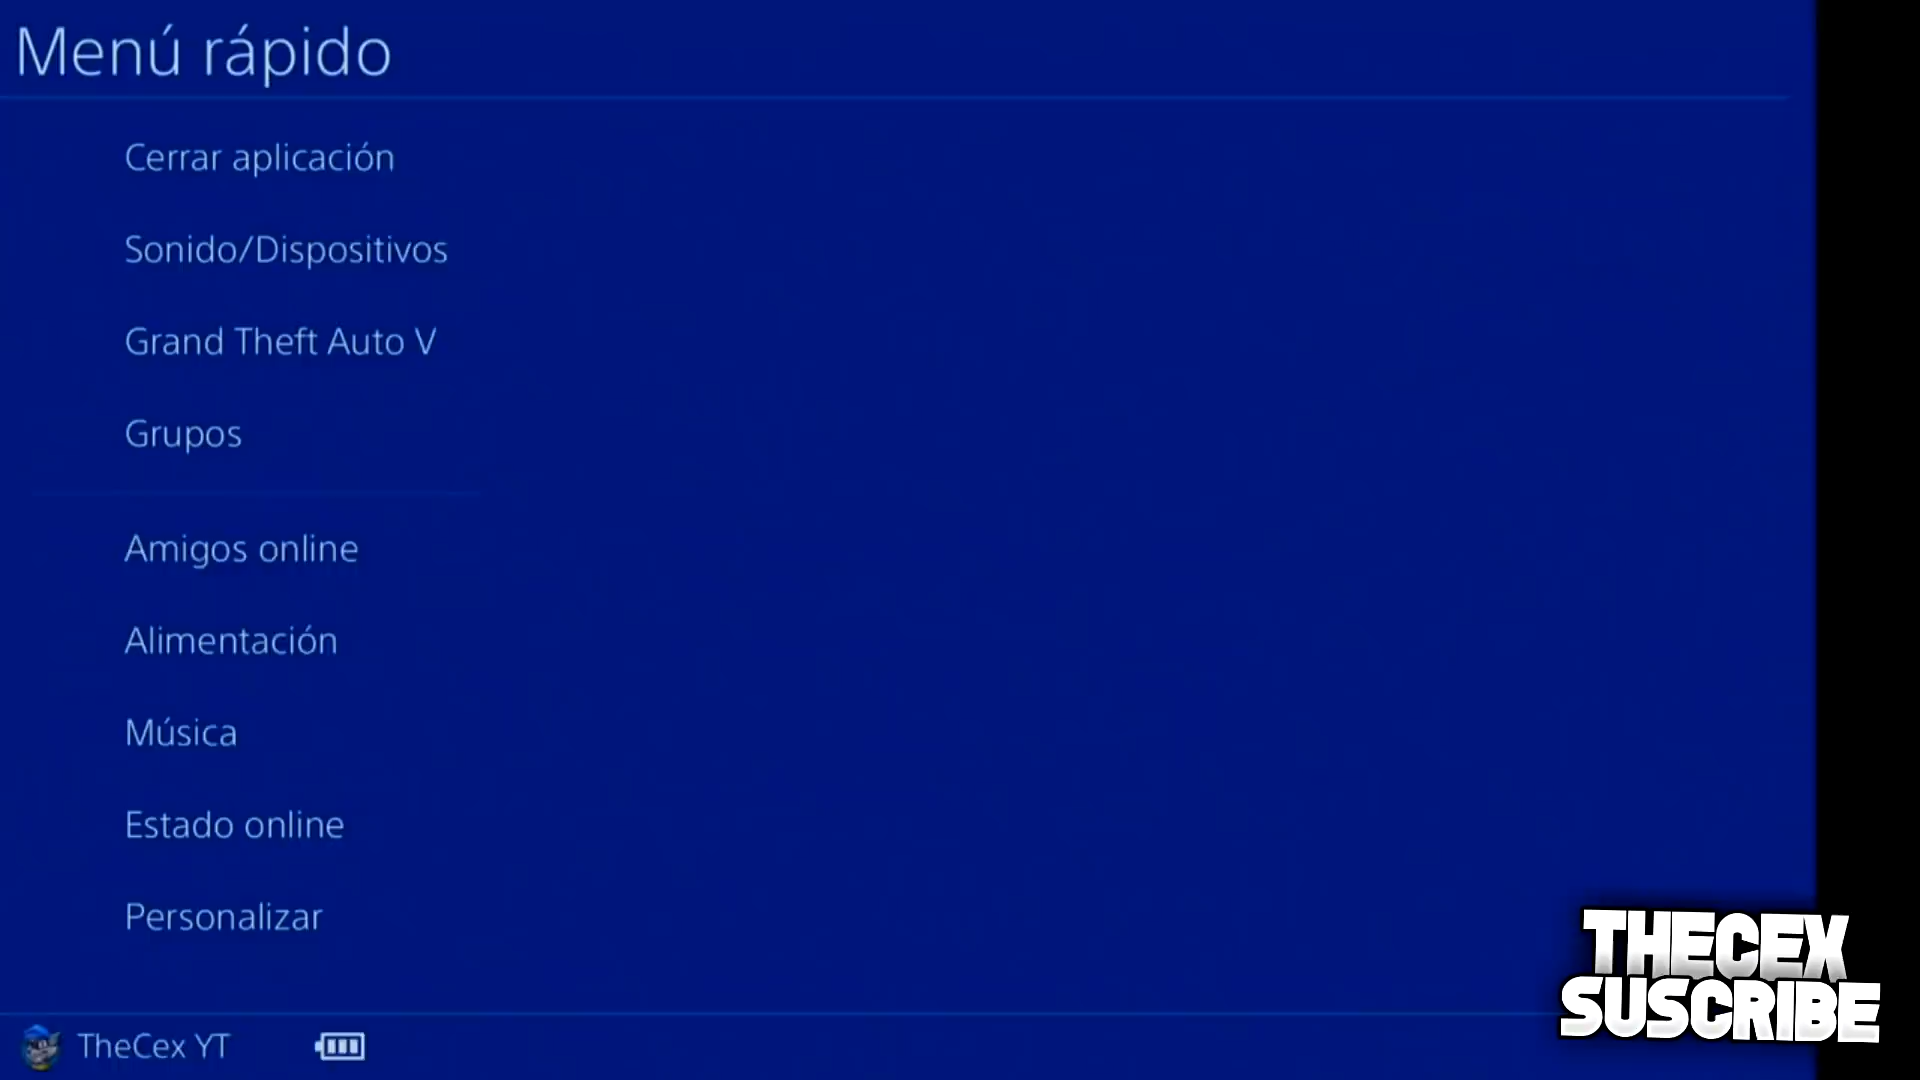 Menú rápido
Cerrar aplicación
Sonido/Dispositivos
Grand Theft Auto V
Grupos
Amigos online
Alimentación
Música
Estado online
Personalizar
TheCex YT
THECEX
SUSCRIBE